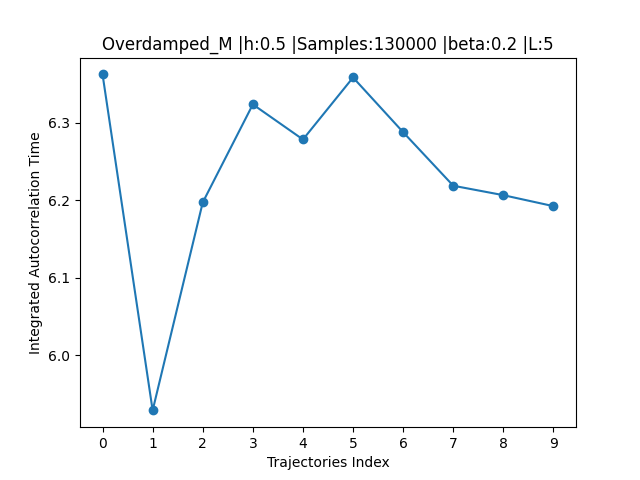 Overdamped_M |h:0.5 |Samples:130000 |beta:0.2 |L:5
Integrated Autocorrelation Time
6.3
6.2
6.1
6.0
0 1 2 3 4 5 6 7 8 9
Trajectories Index